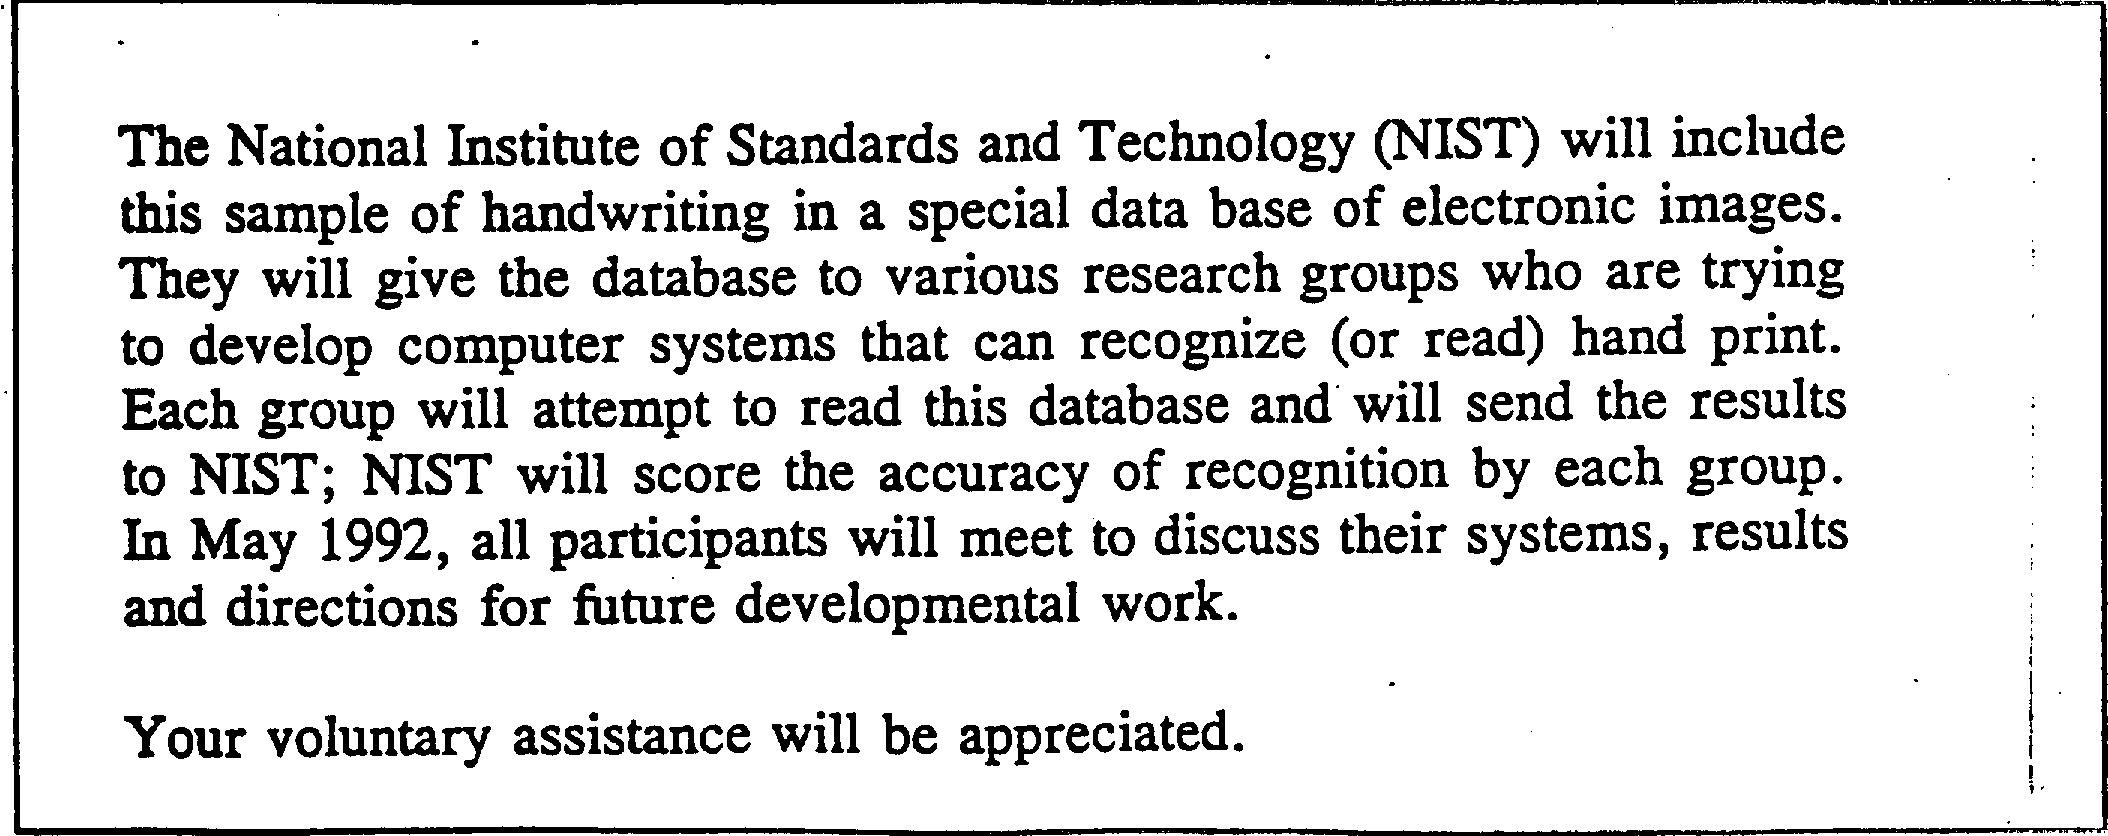 The National Institute of Standards and Technology (NIST) will include
this sample of handwriting in a special data base of electronic images.
They will give the database to various research groups who are trying
to develop computer systems that can recognize (or read) hand print.
Each group will attempt to read this database and will send the results
to NIST; NIST will score the accuracy of recognition by each group.
In May 1992, all participants will meet to discuss their systems, results
and directions for future developmental work.
Your voluntary assistance will be appreciated.